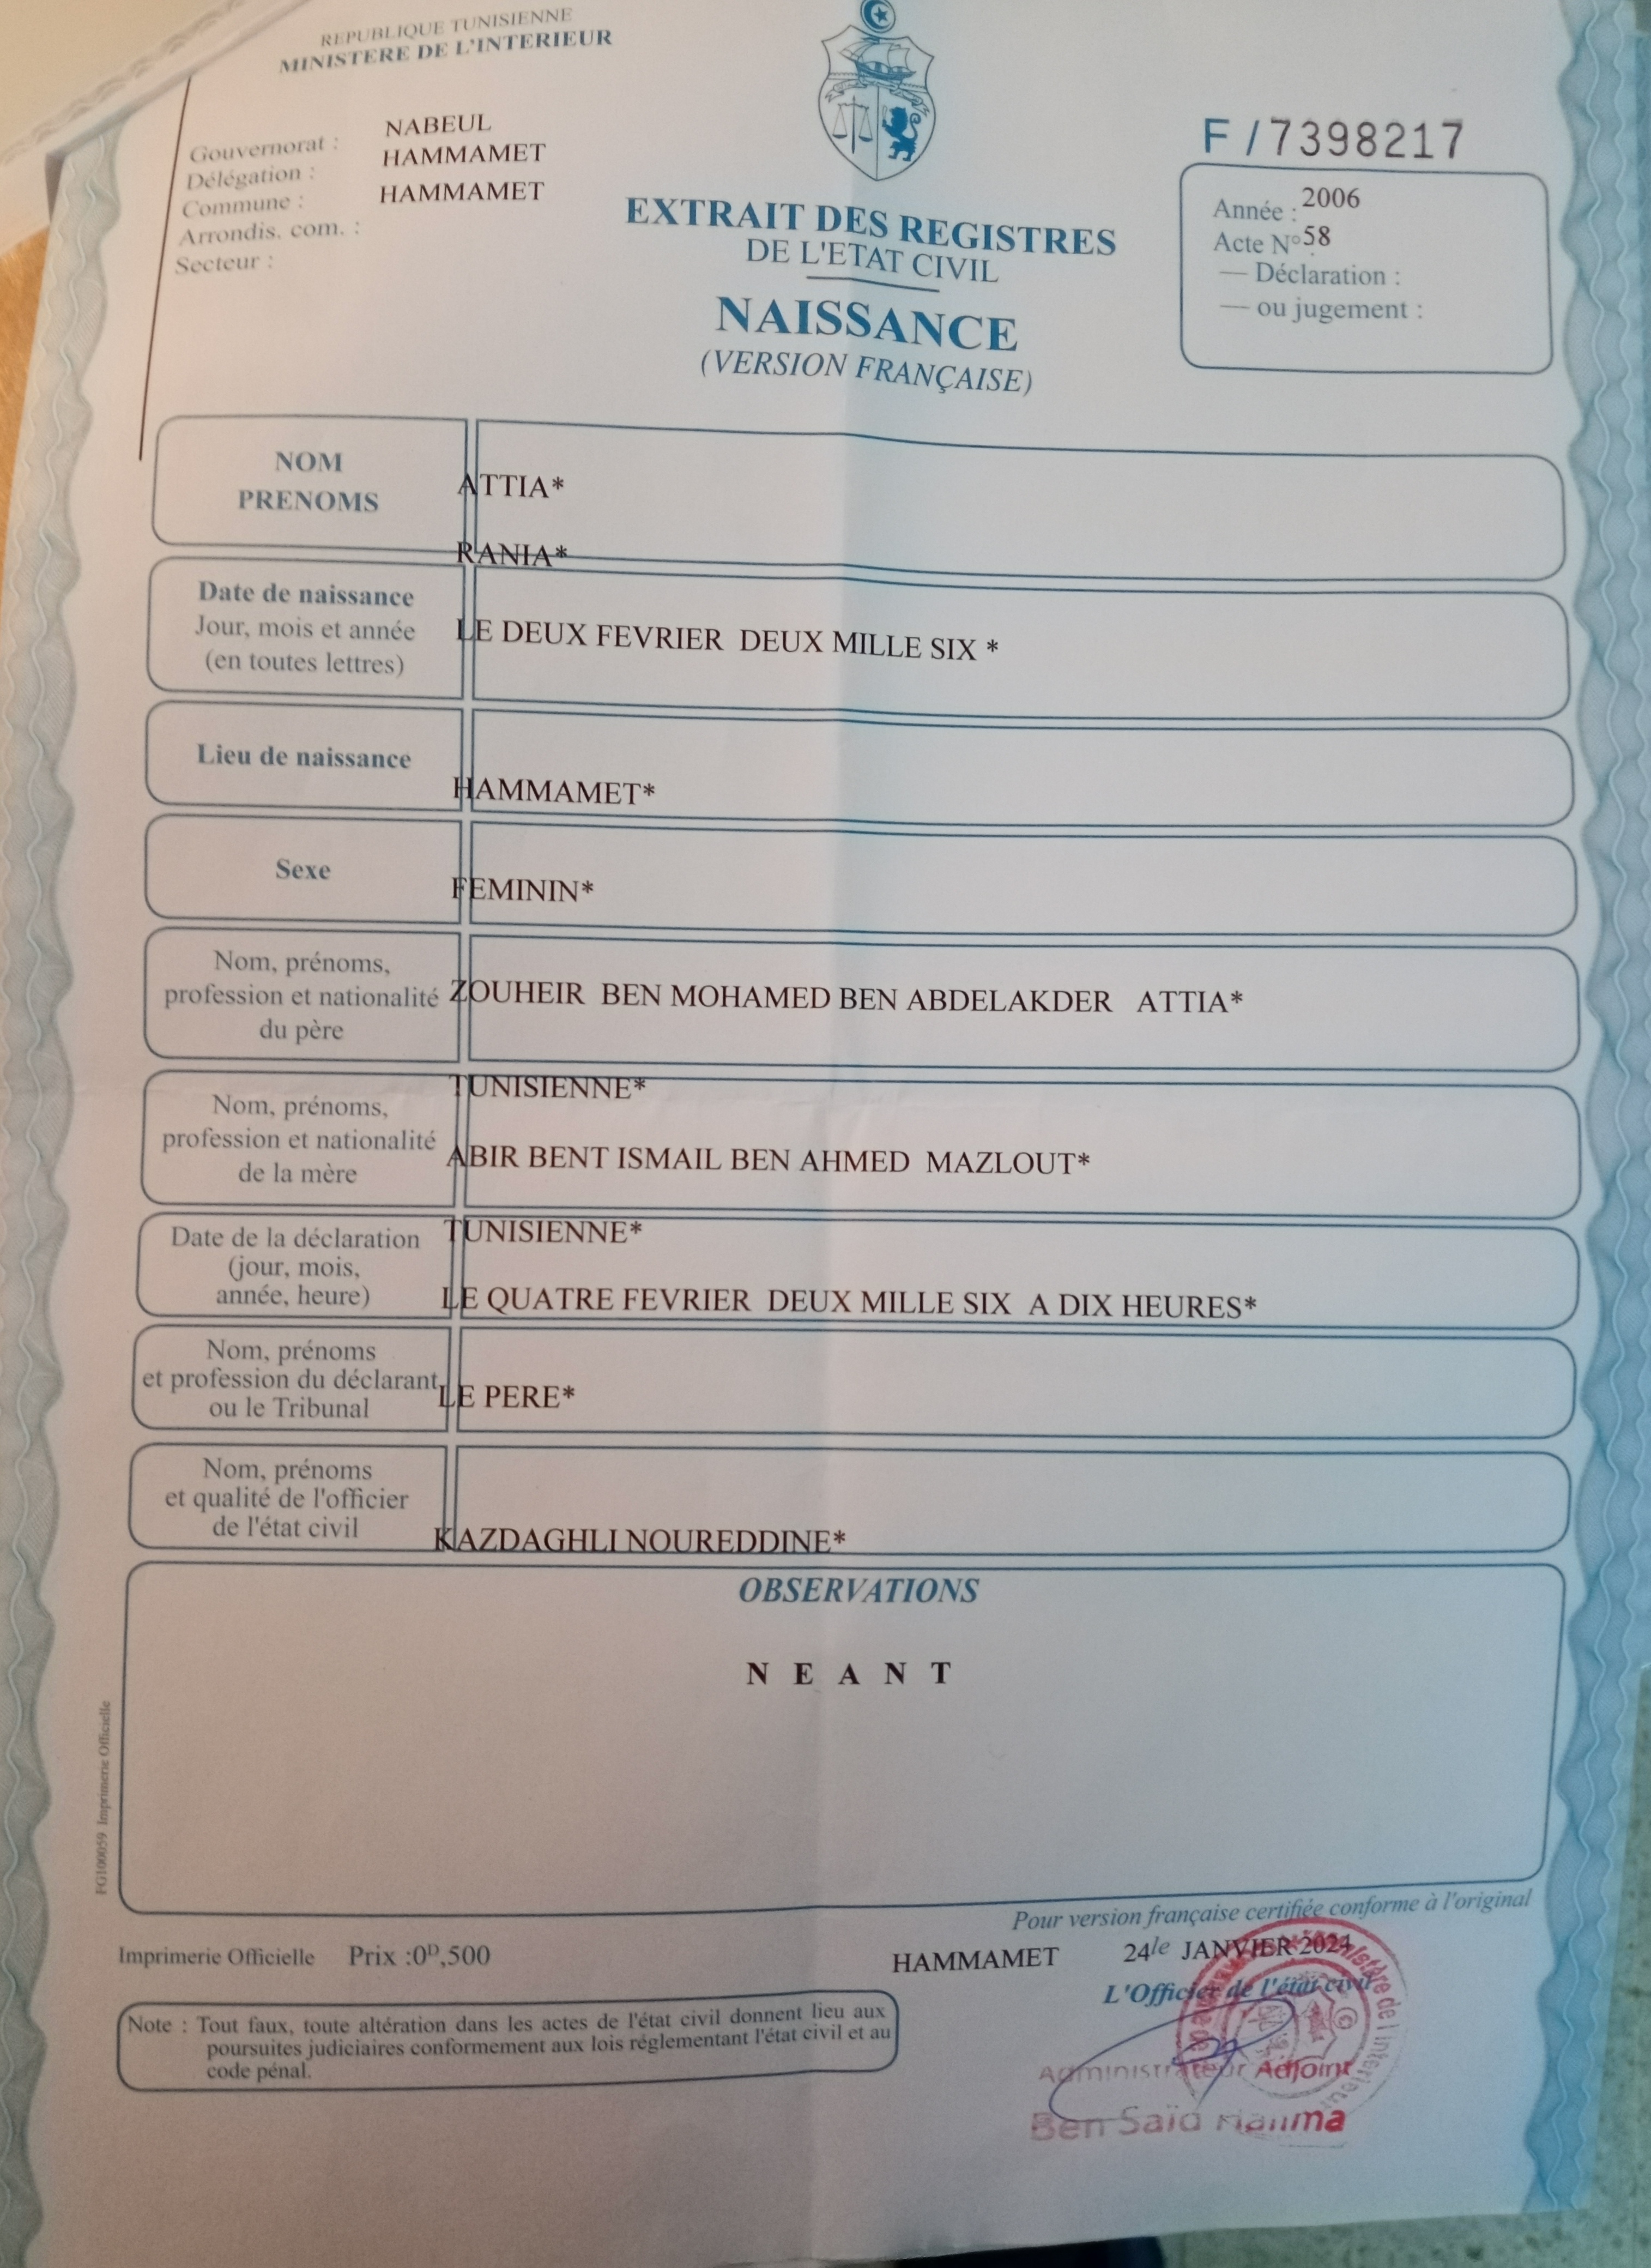 REPUBLIQUE TUNISIENNE
MINISTERE DE L'INTERIEUR
Gouvernorat : NABEUL
Délégation : HAMMAMET
Commune : HAMMAMET
Arrondis. com. :
Secteur :
F / 7398217
Année : 2006
Acte N° 58
— Déclaration :
— ou jugement :
EXTRAIT DES REGISTRES
DE L'ETAT CIVIL
NAISSANCE
(VERSION FRANÇAISE)
NOM
PRENOMS
ATTIA*
RANIA*
Date de naissance
Jour, mois et année
(en toutes lettres)
LE DEUX FEVRIER DEUX MILLE SIX *
Lieu de naissance
HAMMAMET*
Sexe
FEMININ*
Nom, prénoms,
profession et nationalité
du père
ZOUHEIR BEN MOHAMED BEN ABDELAKDER ATTIA*
TUNISIENNE*
Nom, prénoms,
profession et nationalité
de la mère
ABIR BENT ISMAIL BEN AHMED MAZLOUT*
TUNISIENNE*
Date de la déclaration
(jour, mois,
année, heure)
LE QUATRE FEVRIER DEUX MILLE SIX A DIX HEURES*
Nom, prénoms
et profession du déclarant
ou le Tribunal
LE PERE*
Nom, prénoms
et qualité de l'officier
de l'état civil
KAZDAGHLI NOUREDDINE*
OBSERVATIONS
N E A N T
FG100059 Imprimerie Officielle
Pour version française certifiée conforme à l'original
Imprimerie Officielle Prix :0D,500
HAMMAMET 24 le JANVIER 2024
L'Officier de l'état civil
Note : Tout faux, toute altération dans les actes de l'état civil donnent lieu aux
poursuites judiciaires conformement aux lois réglementant l'état civil et au
code pénal.
Administrateur Adjoint
Ben Saïd Halima